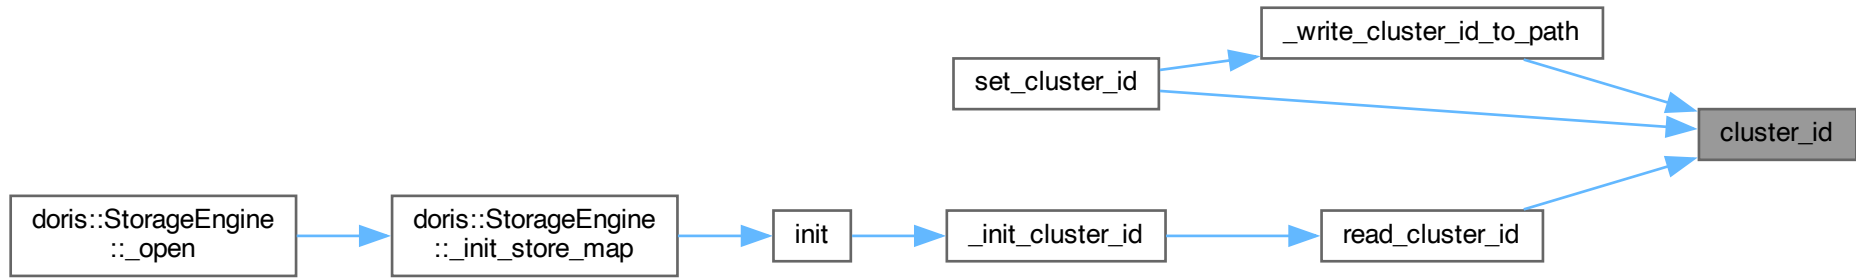 _write_cluster_id_to_path
set_cluster_id
cluster_id
doris::StorageEngine
::_open
doris::StorageEngine
::_init_store_map
init
_init_cluster_id
read_cluster_id